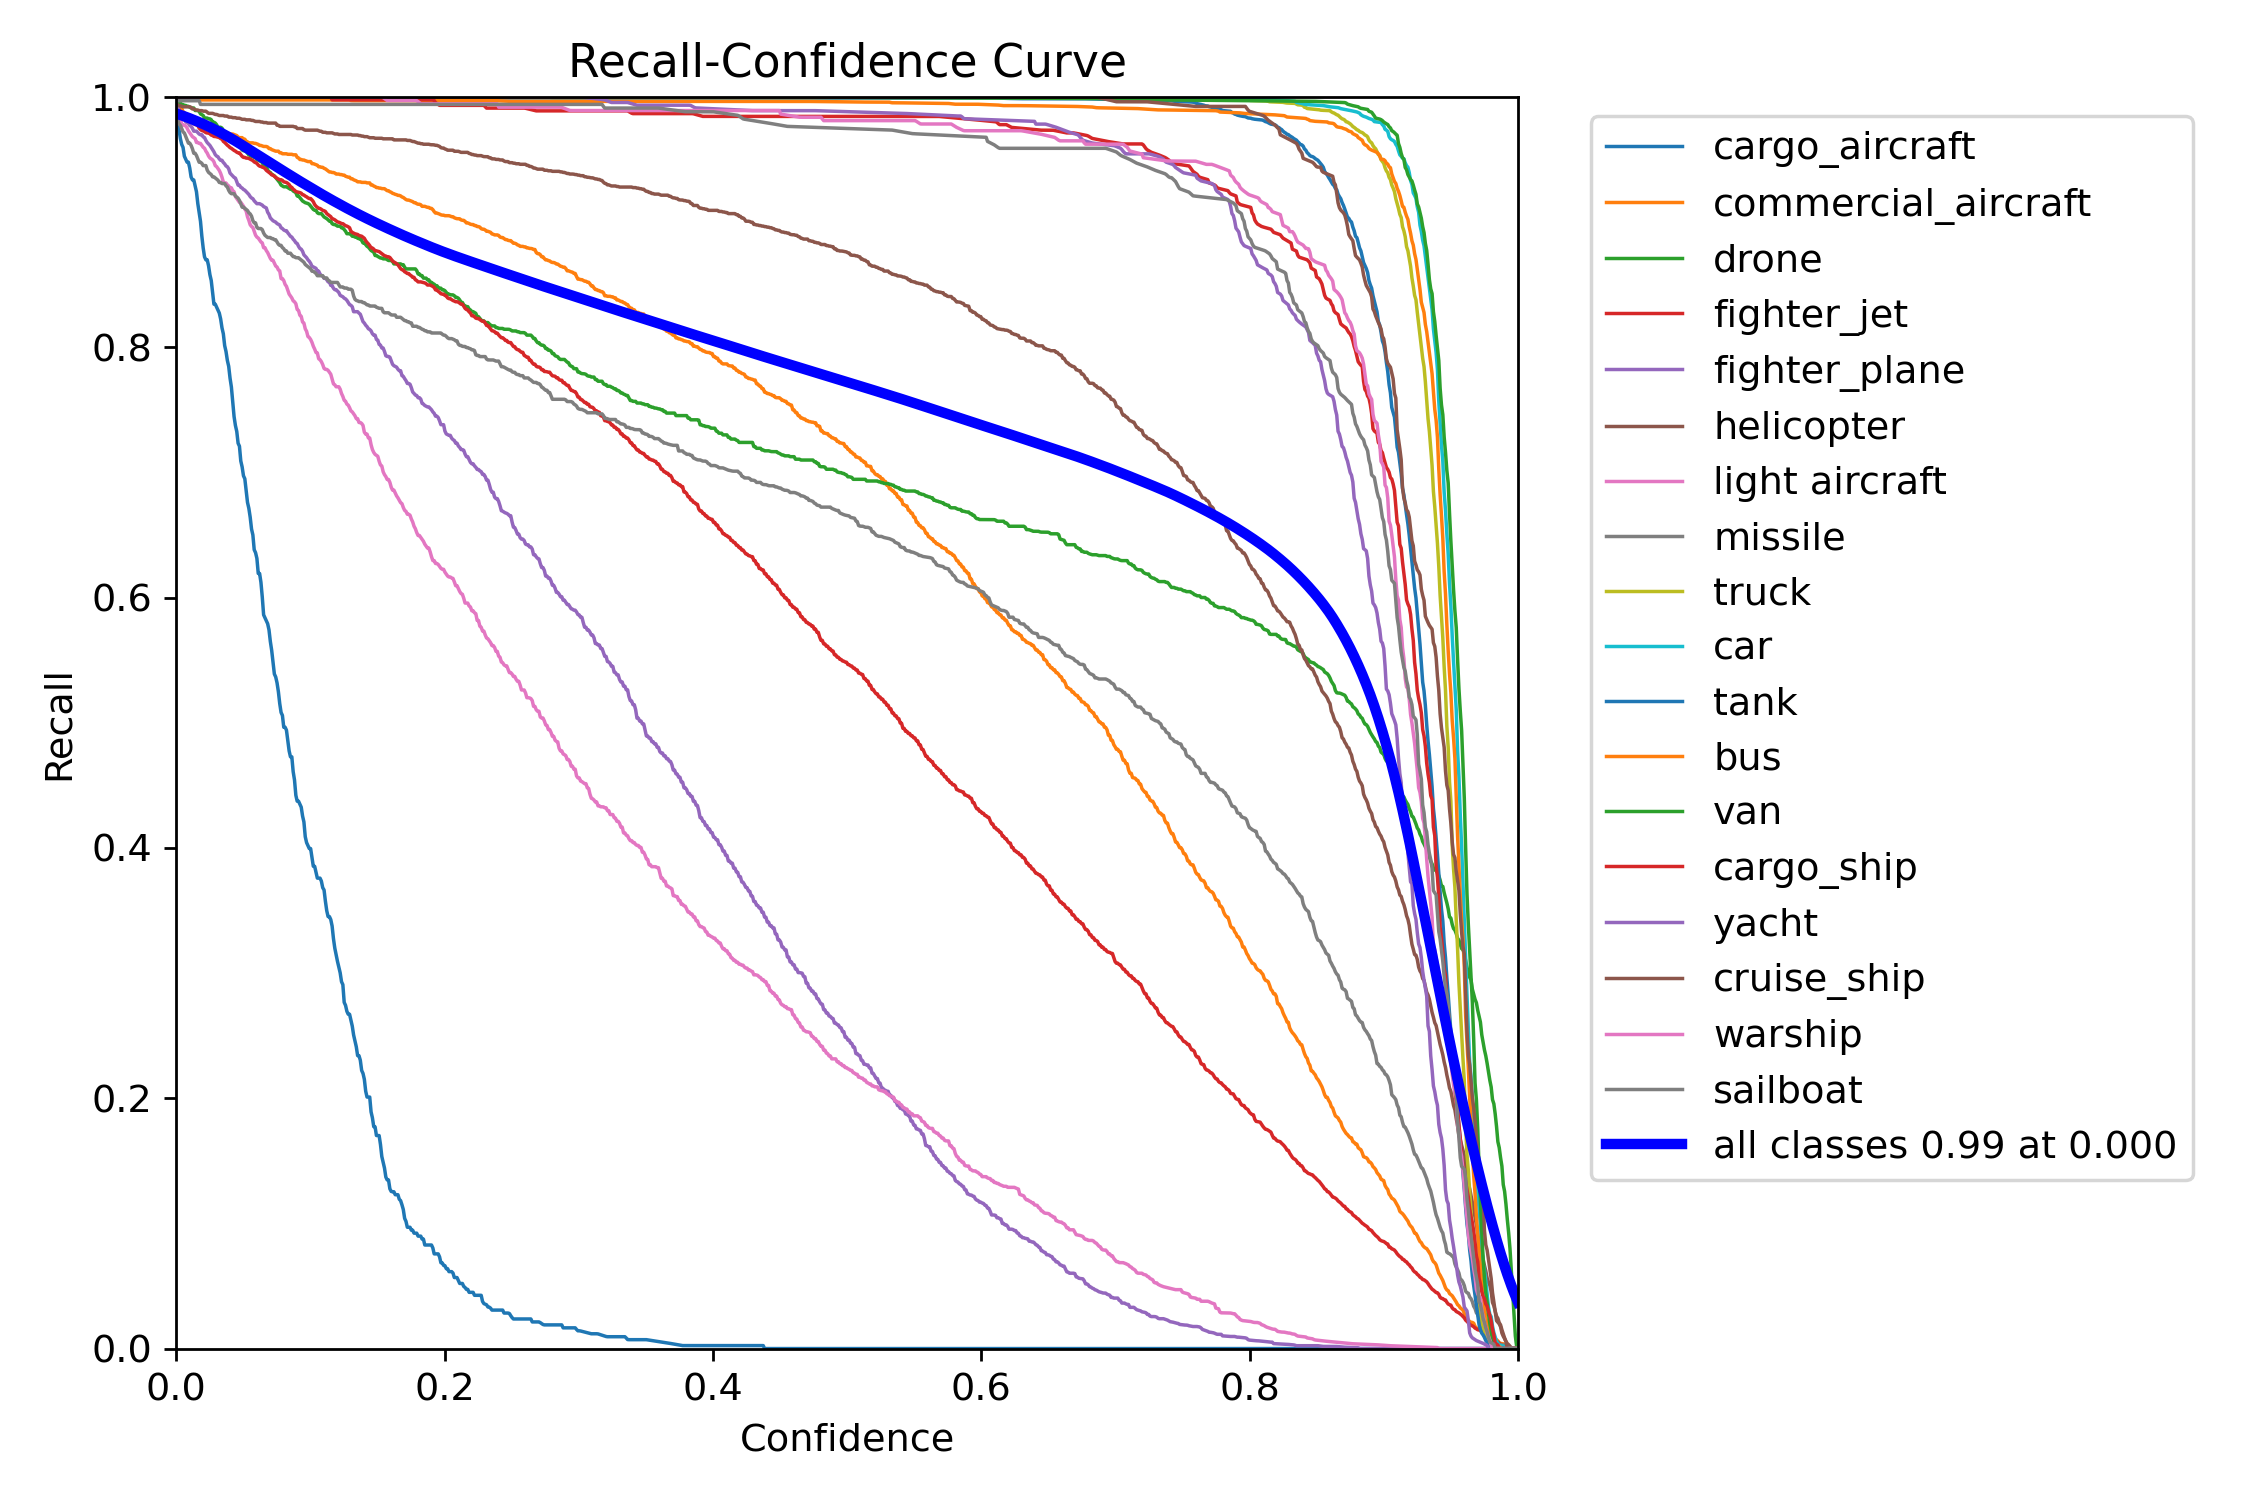 Recall-Confidence Curve
1.0
0.8
0.6
0.4
0.2
0.0
Recall
0.0 0.2 0.4 0.6 0.8 1.0
Confidence
cargo_aircraft
commercial_aircraft
drone
fighter_jet
fighter_plane
helicopter
light aircraft
missile
truck
car
tank
bus
van
cargo_ship
yacht
cruise_ship
warship
sailboat
all classes 0.99 at 0.000